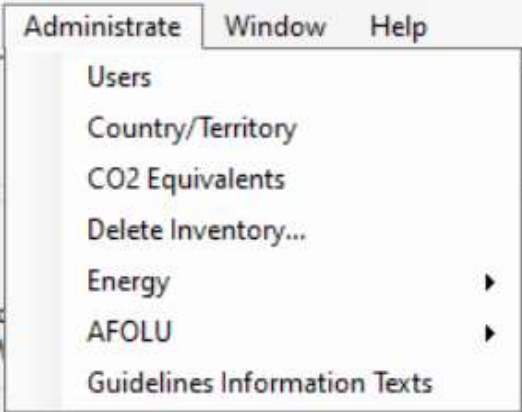 Administrate Window Help
Users
Country/Territory
CO2 Equivalents
Delete Inventory...
Energy
AFOLU
Guidelines Information Texts